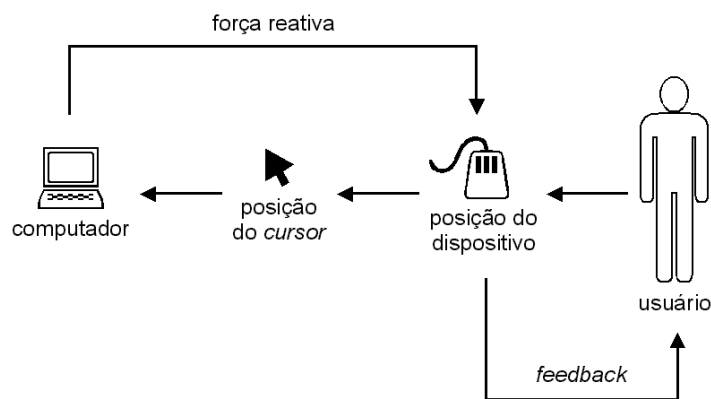 força reativa
computador
posição
do cursor
posição do
dispositivo
usuário
feedback